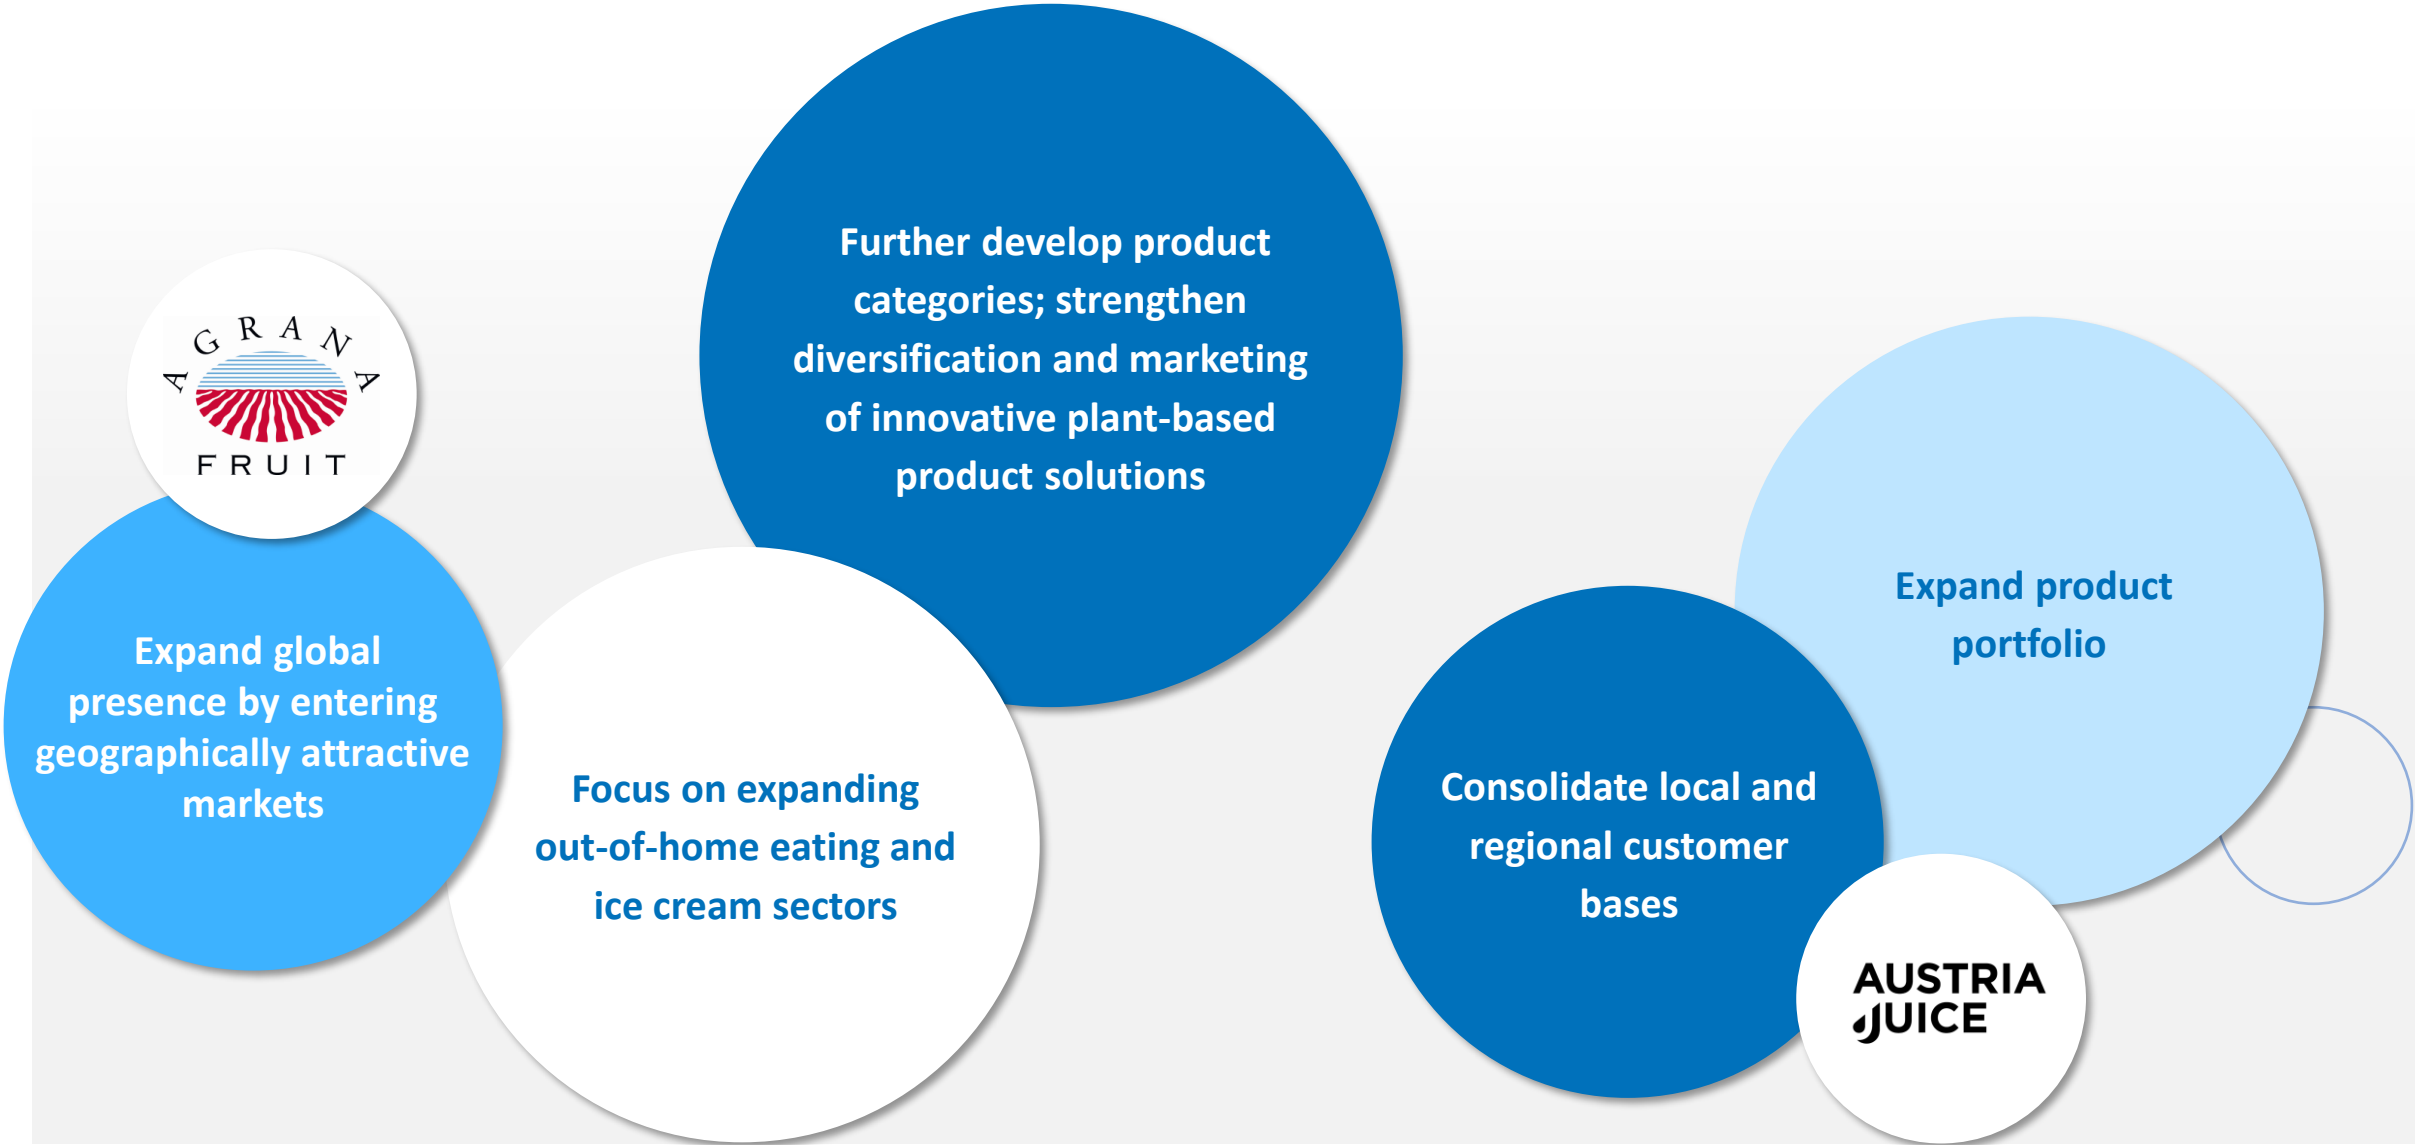 AGRANA
FRUIT
Expand global
presence by entering
geographically attractive
markets
Further develop product
categories; strengthen
diversification and marketing
of innovative plant-based
product solutions
Focus on expanding
out-of-home eating and
ice cream sectors
Consolidate local and
regional customer
bases
Expand product
portfolio
AUSTRIA
JUICE